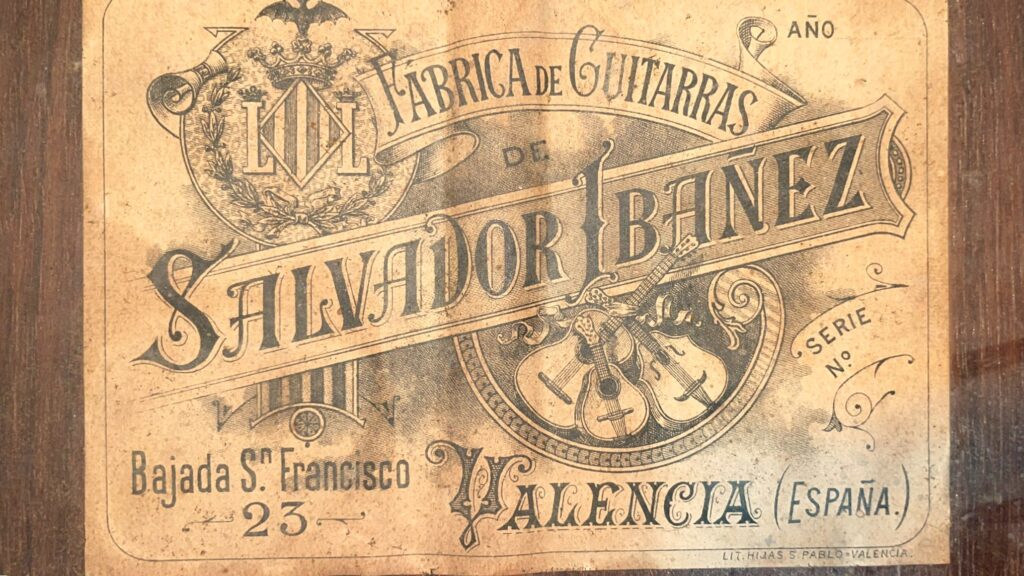 AÑO
FÁBRICA DE GUITARRAS
L L
DE
SALVADOR IBAÑEZ
SERIE
Nº
Bajada Sn. Francisco
23
VALENCIA (ESPAÑA.)
LIT. HIJAS S. PABLO-VALENCIA.